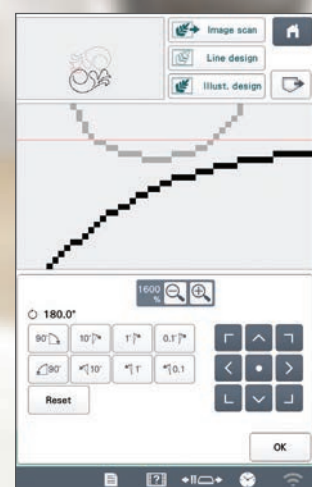 Image scan
Line design
Illust. design
1600 %
180.0°
90° 10° 1° 0.1°
90° 10° 1° 0.1
Reset
OK